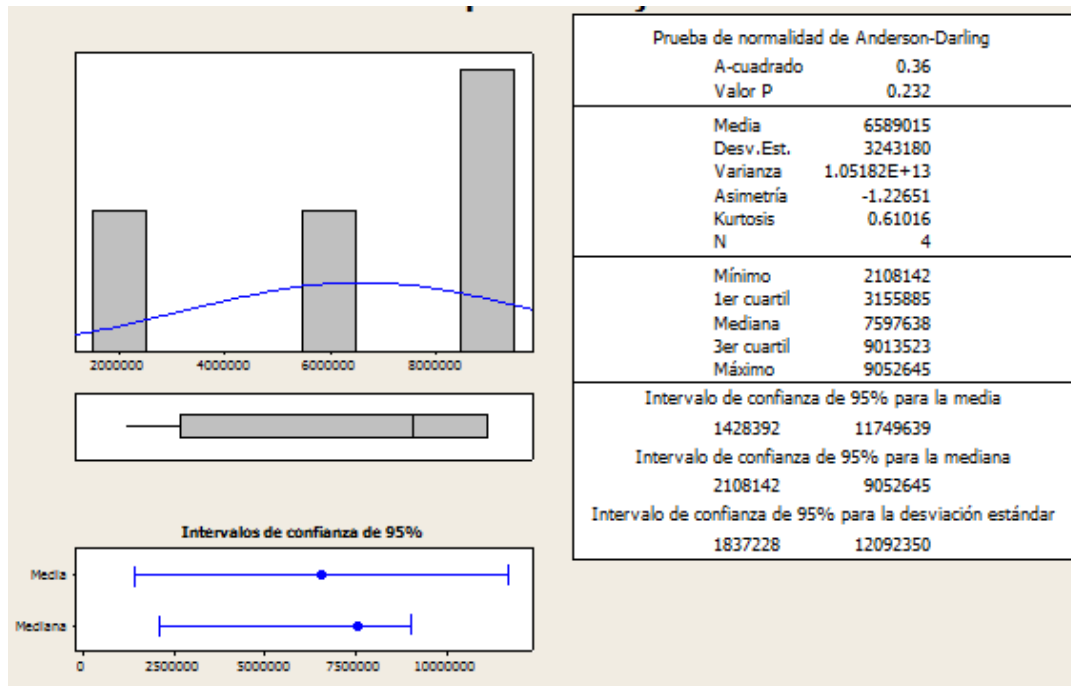 2000000 4000000 6000000 8000000
Intervalos de confianza de 95%
Media
Mediana
0 2500000 5000000 7500000 10000000
Prueba de normalidad de Anderson-Darling
A-cuadrado 0.36
Valor P 0.232
Media 6589015
Desv.Est. 3243180
Varianza 1.05182E+13
Asimetría -1.22651
Kurtosis 0.61016
N 4
Mínimo 2108142
1er cuartil 3155885
Mediana 7597638
3er cuartil 9013523
Máximo 9052645
Intervalo de confianza de 95% para la media
1428392 11749639
Intervalo de confianza de 95% para la mediana
2108142 9052645
Intervalo de confianza de 95% para la desviación estándar
1837228 12092350